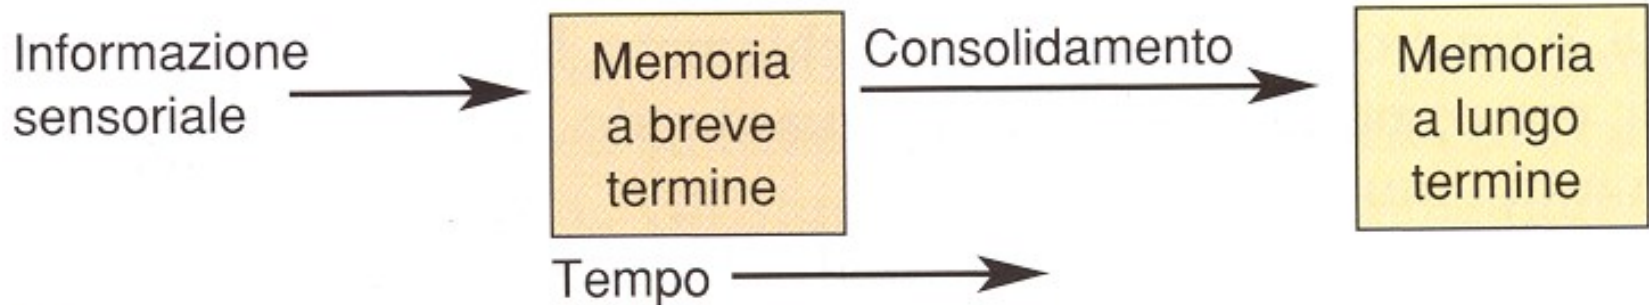 Informazione
sensoriale
Memoria
a breve
termine
Consolidamento
Memoria
a lungo
termine
Tempo